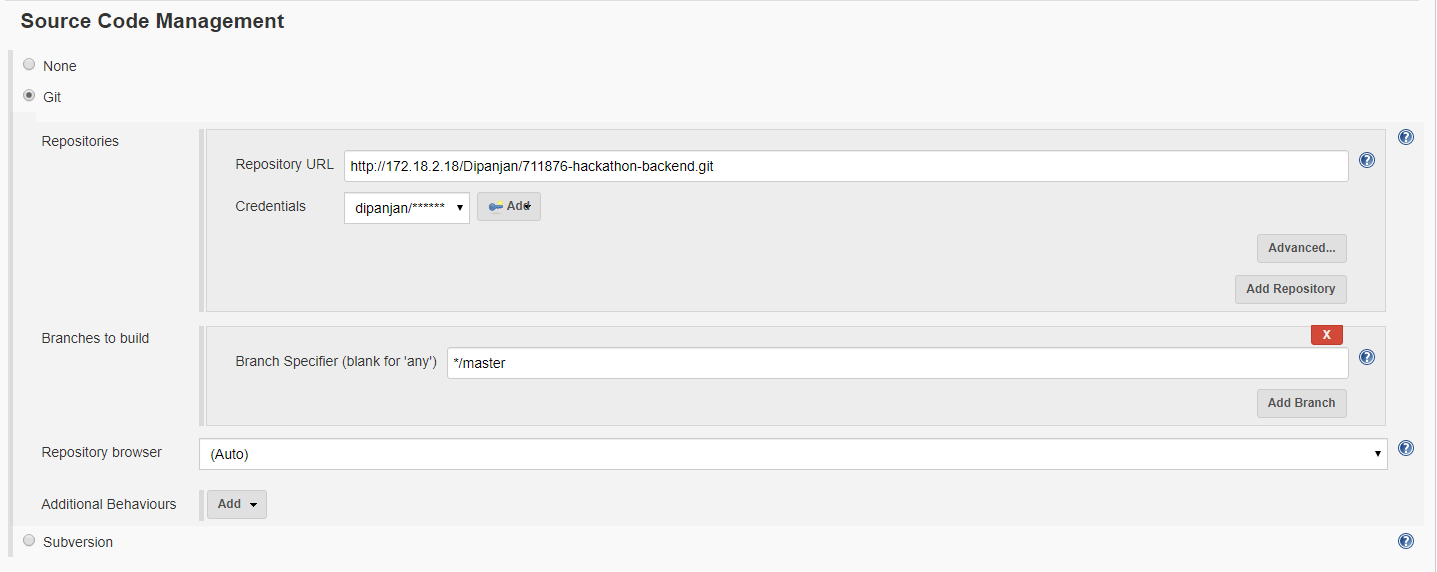 Source Code Management
None
Git
Repositories
Repository URL http://172.18.2.18/Dipanjan/711876-hackathon-backend.git
Credentials dipanjan/****** Add
Advanced...
Add Repository
Branches to build
X
Branch Specifier (blank for 'any') */master
Add Branch
Repository browser (Auto)
Additional Behaviours Add
Subversion